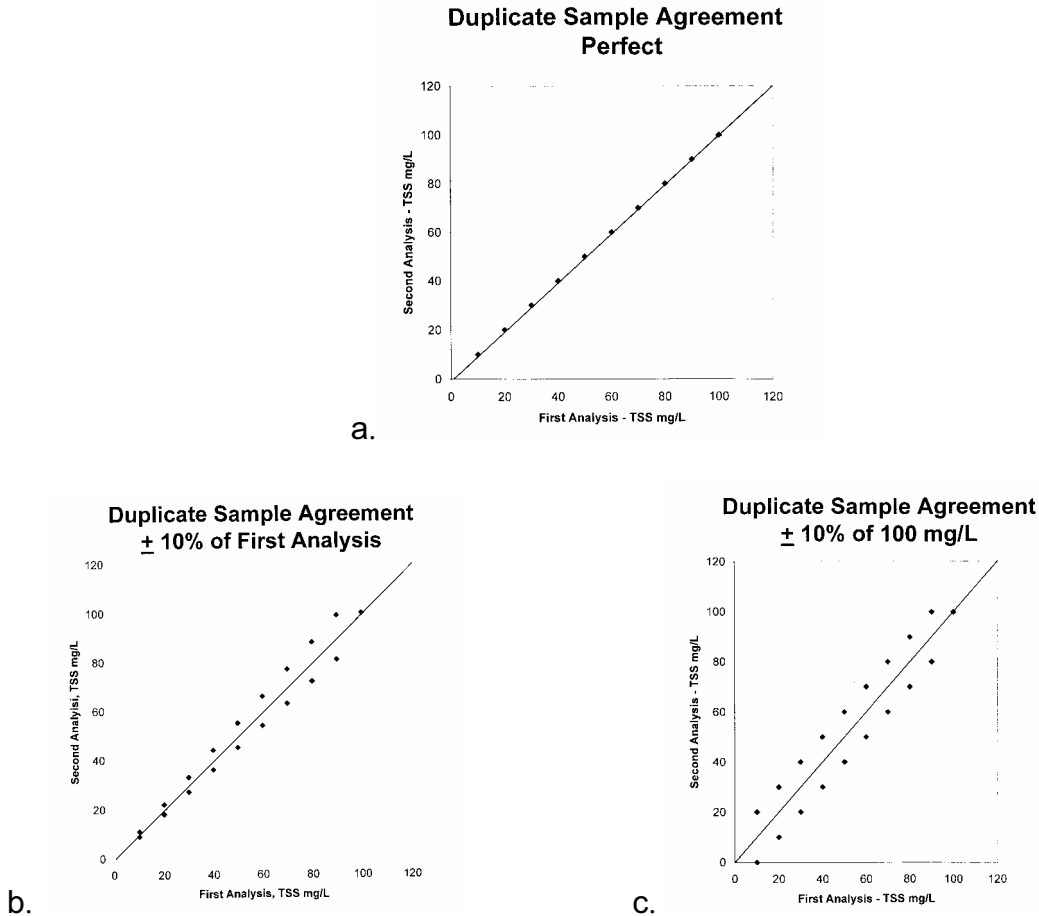 Duplicate Sample Agreement
Perfect
120
100
80
60
40
20
0
Second Analysis - TSS mg/L
0 20 40 60 80 100 120
First Analysis - TSS mg/L
a.
Duplicate Sample Agreement
± 10% of First Analysis
120
100
80
60
40
20
0
Second Analyisi, TSS mg/L
0 20 40 60 80 100 120
First Analysis, TSS mg/L
b.
Duplicate Sample Agreement
± 10% of 100 mg/L
120
100
80
60
40
20
0
Second Analysis - TSS mg/L
0 20 40 60 80 100 120
First Analysis - TSS mg/L
c.